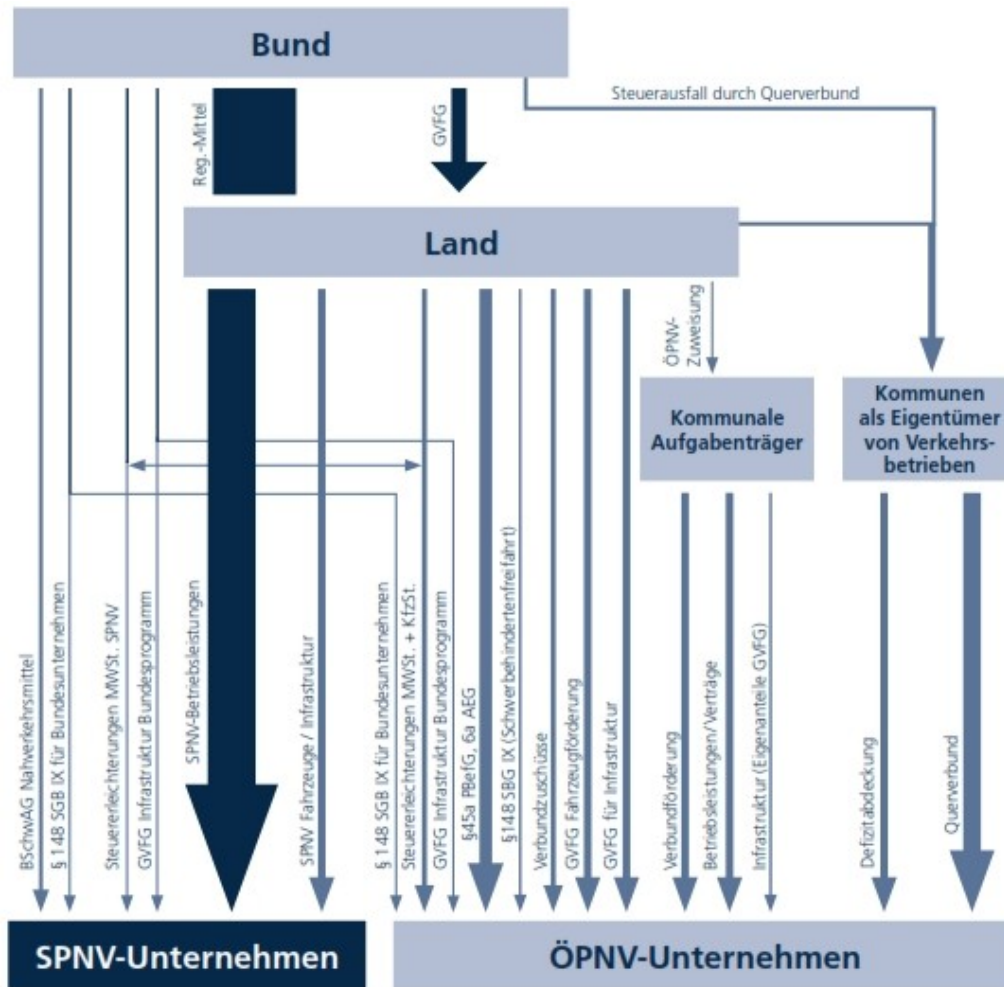 Bund
Steuerausfall durch Querverbund
Reg.-Mittel
GVFG
Land
ÖPNV-
Zuweisung
Kommunale
Aufgabenträger
Kommunen
als Eigentümer
von Verkehrs-
betrieben
BSchwAG Nahverkehrsmittel
§ 148 SGB IX für Bundesunternehmen
Steuererleichterungen MWSt. SPNV
GVFG Infrastruktur Bundesprogramm
SPNV-Betriebsleistungen
SPNV Fahrzeuge / Infrastruktur
§ 148 SGB IX für Bundesunternehmen
Steuerenleichterungen MWSt. + KfzSt.
GVFG Infrastruktur Bundesprogramm
§45a PBefG, 6a AEG
§148 SBG IX (Schwerbehindertenfreifahrt)
Verbundzuschüsse
GVFG Fahrzeugförderung
GVFG für Infrastruktur
Verbundförderung
Betriebsleistungen/Verträge
Infrastruktur (Eigenanteile GVFG)
Defizitabdeckung
Querverbund
SPNV-Unternehmen
ÖPNV-Unternehmen